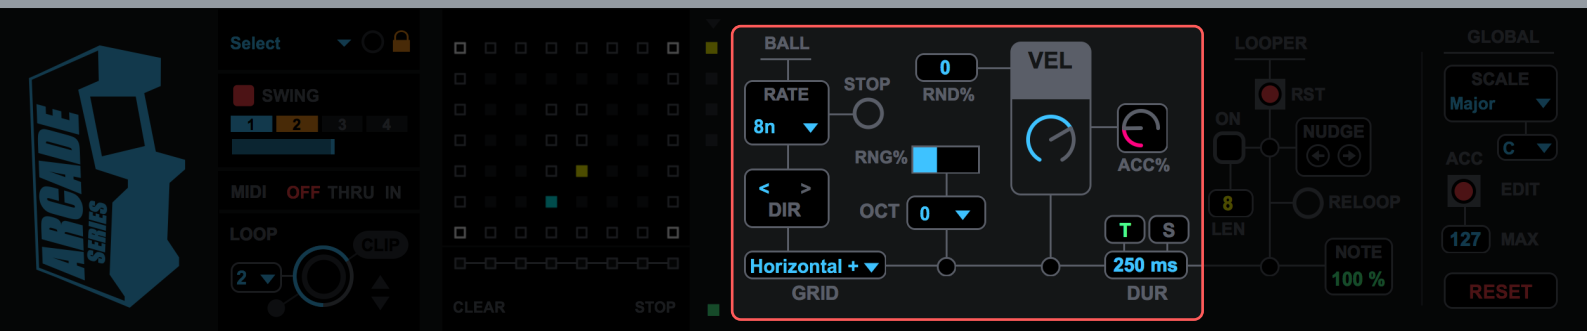 ARCADE
SERIES
Select
SWING
1 2 3 4
MIDI OFF THRU IN
LOOP
CLIP
2
CLEAR STOP
BALL
RATE
8n
STOP
0
RND%
VEL
RNG%
ACC%
< >
DIR
OCT 0
T S
Horizontal +
GRID
250 ms
DUR
LOOPER
RST
ON
NUDGE
8
LEN
RELOOP
NOTE
100 %
GLOBAL
SCALE
Major
C
ACC
EDIT
127 MAX
RESET